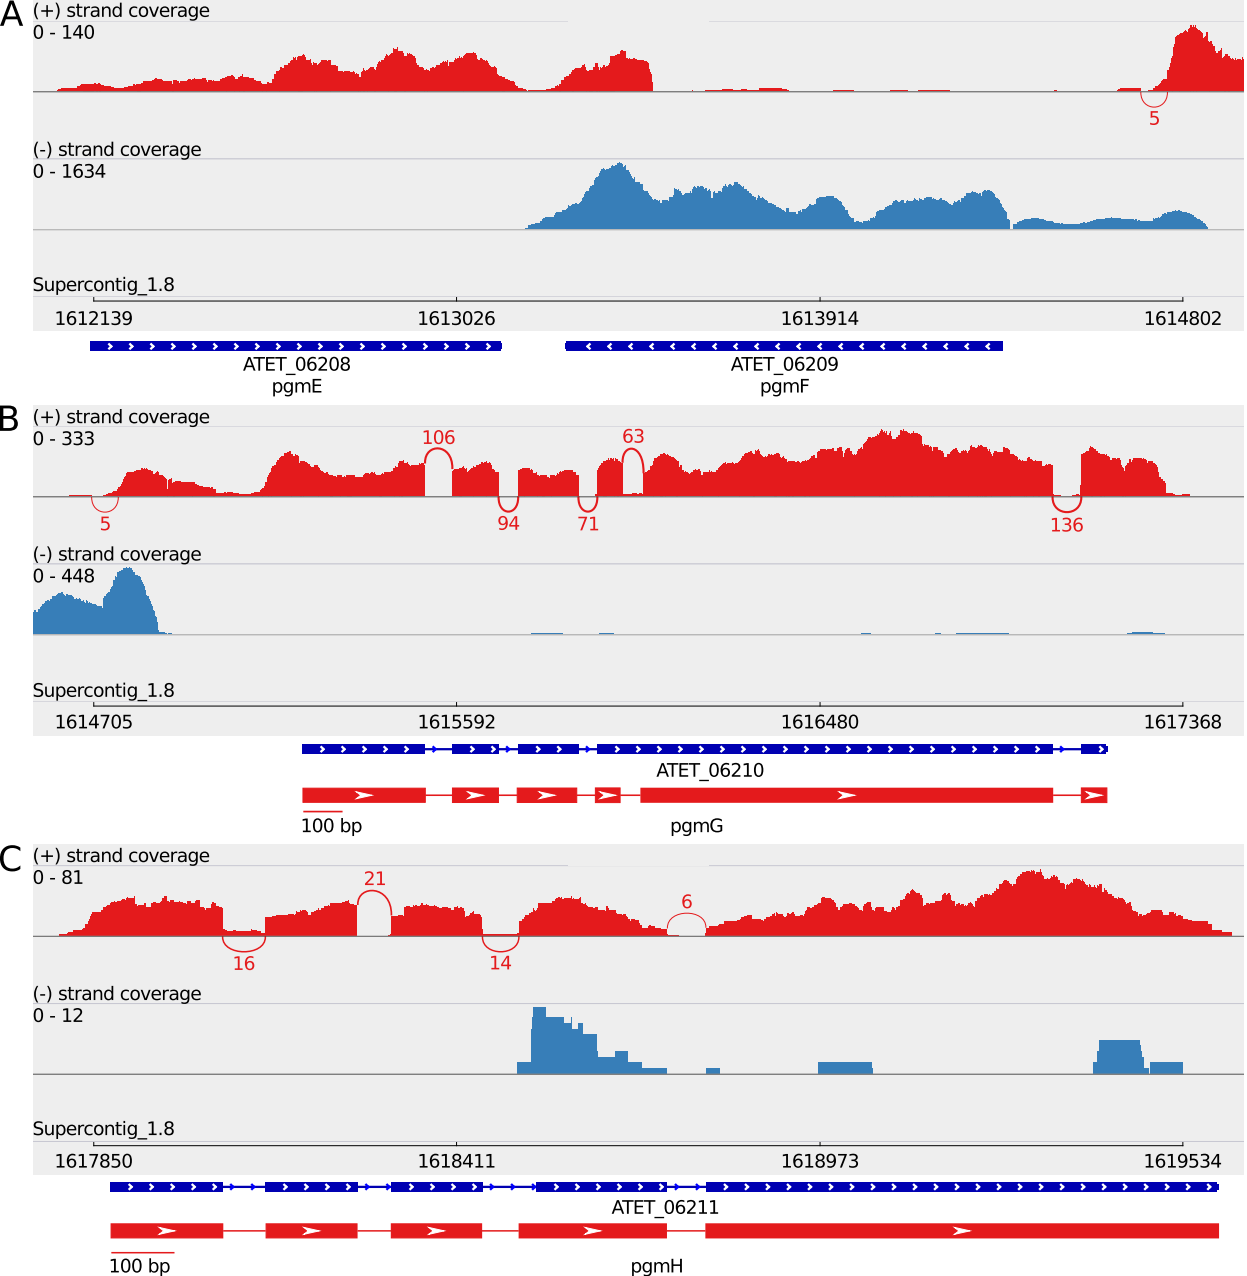 A
(+) strand coverage
0 - 140
5
(-) strand coverage
0 - 1634
Supercontig_1.8
1612139 1613026 1613914 1614802
ATET_06208 ATET_06209
pgmE pgmF
B
(+) strand coverage
0 - 333
106 63
5 94 71 136
(-) strand coverage
0 - 448
Supercontig_1.8
1614705 1615592 1616480 1617368
ATET_06210
100 bp pgmG
C
(+) strand coverage
0 - 81
21
6
16 14
(-) strand coverage
0 - 12
Supercontig_1.8
1617850 1618411 1618973 1619534
ATET_06211
100 bp pgmH